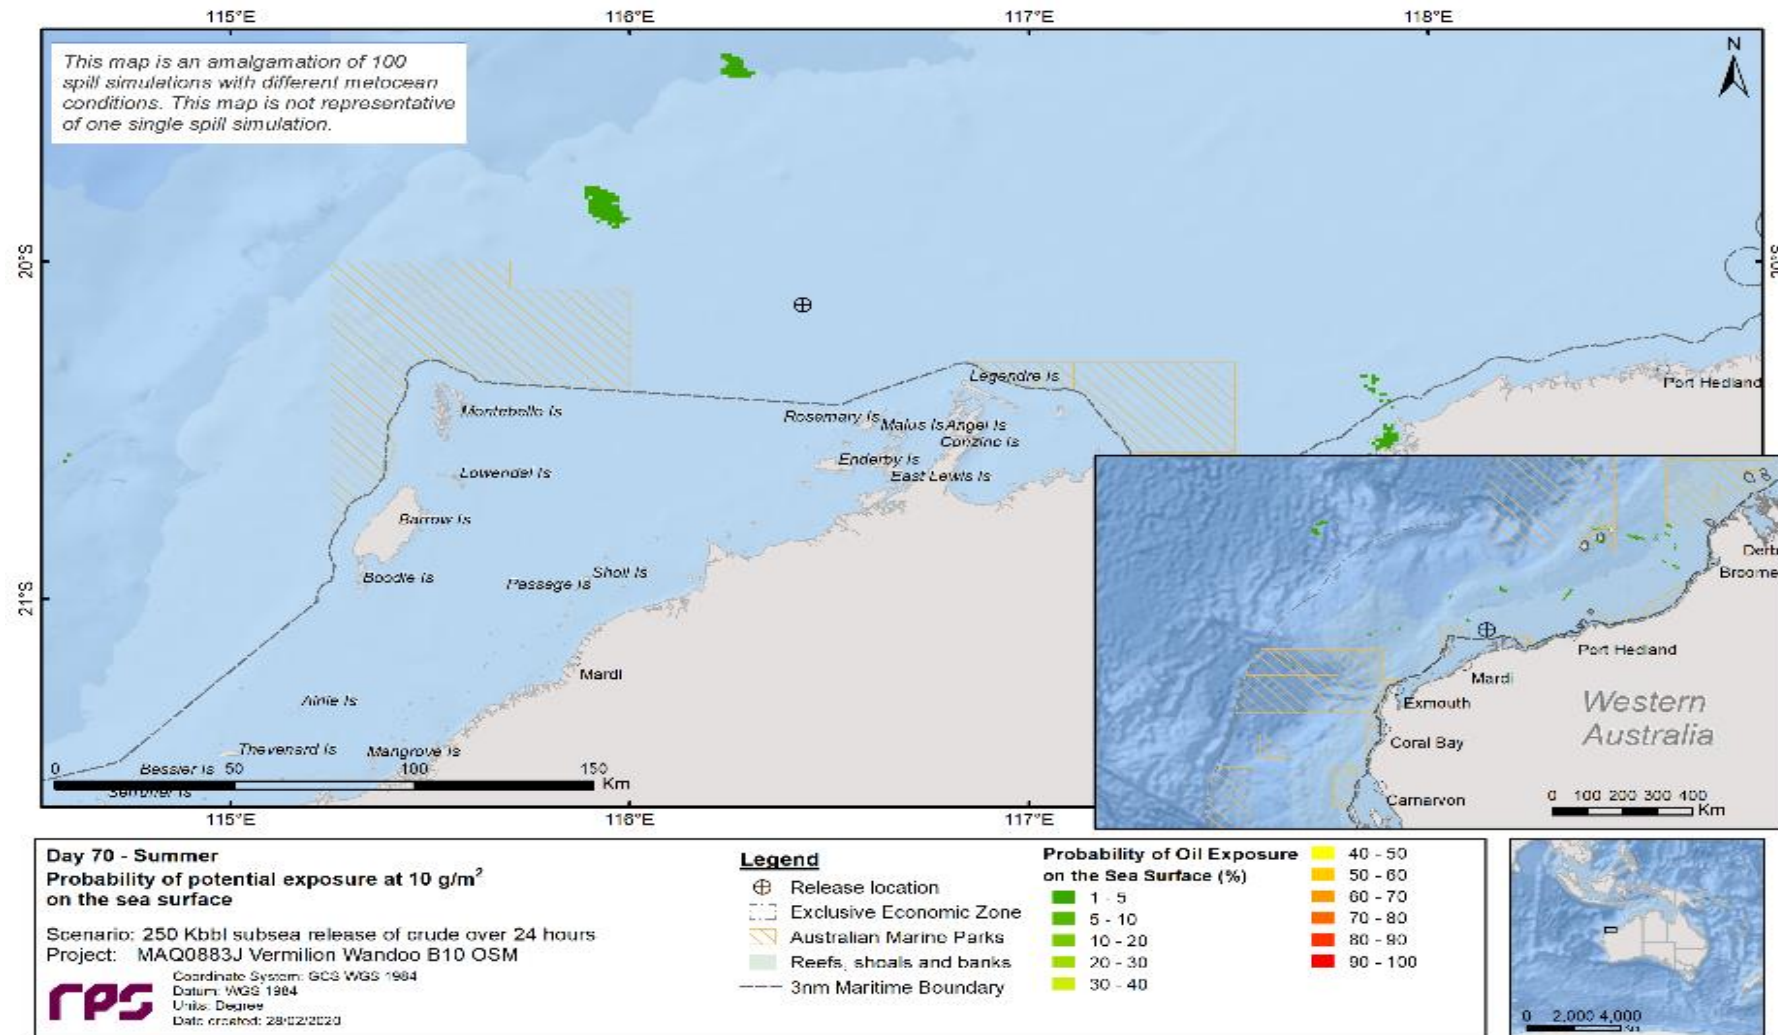 115°E 116°E 117°E 118°E
This map is an amalgamation of 100
spill simulations with different metocean
conditions. This map is not representative
of one single spill simulation.
N
20°S
21°S
Legendre Is
Port Hedland
Montebello Is
Rosemary Is
Malus Is Angel Is
Conzinc Is
Enderby Is
Lowendal Is
East Lewis Is
Barrow Is
Boodie Is
Passage Is
Sholl Is
Mardi
Airlie Is
Thevenard Is
Mangrove Is
Bessier Is
0 50 100 150
Km
Serrurier Is
115°E 116°E 117°E
Derb
Broome
Port Hedland
Mardi
Exmouth
Western
Australia
Coral Bay
Carnarvon
0 100 200 300 400
Km
Day 70 - Summer
Probability of potential exposure at 10 g/m²
on the sea surface
Scenario: 250 Kbbl subsea release of crude over 24 hours
Project: MAQ0883J Vermilion Wandoo B10 OSM
rps
Coordinate System: GCS WGS 1984
Datum: WGS 1984
Units: Degree
Date created: 28/02/2020
Legend
Release location
Exclusive Economic Zone
Australian Marine Parks
Reefs, shoals and banks
3nm Maritime Boundary
Probability of Oil Exposure
on the Sea Surface (%)
1 - 5
5 - 10
10 - 20
20 - 30
30 - 40
40 - 50
50 - 60
60 - 70
70 - 80
80 - 90
90 - 100
0 2,000 4,000